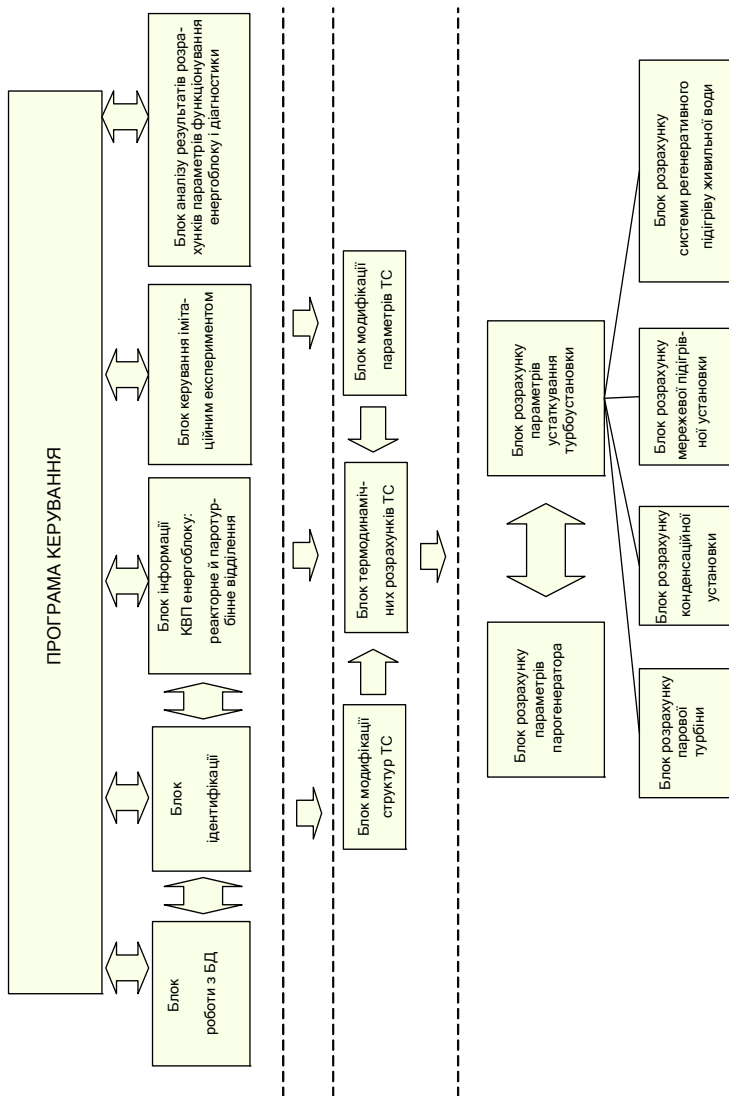 ПРОГРАМА КЕРУВАННЯ
Блок
роботи з БД
Блок
ідентифікації
Блок інформації
КВП енергоблоку:
реакторне й паротур-
бінне відділення
Блок керування іміта-
ційним експериментом
Блок аналізу результатів розра-
хунків параметрів функціонування
енергоблоку і діагностики
Блок модифікації
структур ТС
Блок термодинаміч-
них розрахунків ТС
Блок модифікації
параметрів ТС
Блок розрахунку
параметрів
парогенератора
Блок розрахунку
параметрів
устаткування
турбоустановки
Блок розрахунку
парової
турбіни
Блок розрахунку
конденсаційної
установки
Блок розрахунку
мережевої підігрів-
ної установки
Блок розрахунку
системи регенеративного
підігріву живильної води